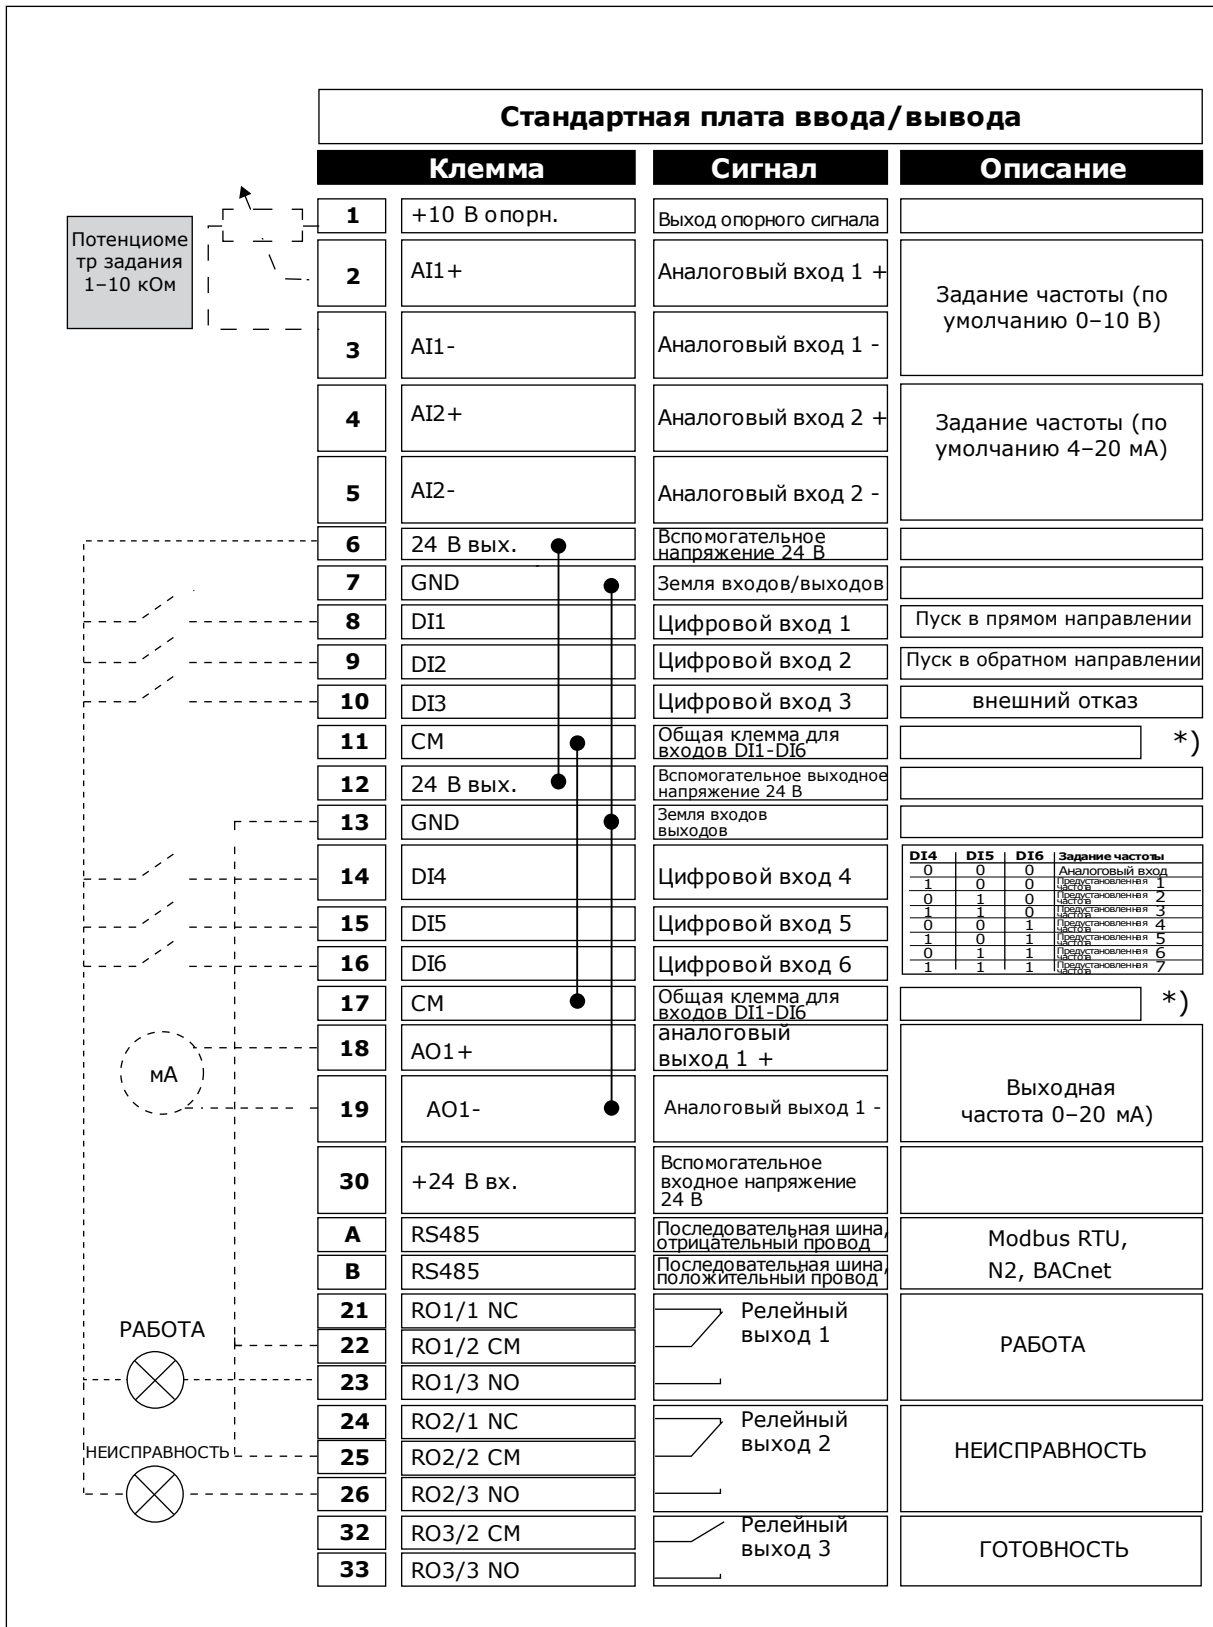 Стандартная плата ввода/вывода
Клемма Сигнал Описание
Потенциоме
тр задания
1–10 кОм
1 +10 В опорн. Выход опорного сигнала
2 AI1+ Аналоговый вход 1 +
3 AI1- Аналоговый вход 1 -
Задание частоты (по
умолчанию 0–10 В)
4 AI2+ Аналоговый вход 2 +
5 AI2- Аналоговый вход 2 -
Задание частоты (по
умолчанию 4–20 мА)
6 24 В вых. Вспомогательное
напряжение 24 В
7 GND Земля входов/выходов
8 DI1 Цифровой вход 1 Пуск в прямом направлении
9 DI2 Цифровой вход 2 Пуск в обратном направлении
10 DI3 Цифровой вход 3 внешний отказ
11 CM Общая клемма для
входов DI1-DI6
*)
12 24 В вых. Вспомогательное выходное
напряжение 24 В
13 GND Земля входов
выходов
14 DI4 Цифровой вход 4
15 DI5 Цифровой вход 5
16 DI6 Цифровой вход 6
DI4 DI5 DI6 Задание частоты
0 0 0 Аналоговый вход
1 0 0 Предустановленная
частота 1
0 1 0 Предустановленная
частота 2
1 1 0 Предустановленная
частота 3
0 0 1 Предустановленная
частота 4
1 0 1 Предустановленная
частота 5
0 1 1 Предустановленная
частота 6
1 1 1 Предустановленная
частота 7
17 CM Общая клемма для
входов DI1-DI6
*)
мА
18 AO1+ аналоговый
выход 1 +
19 AO1- Аналоговый выход 1 -
Выходная
частота 0–20 мА)
30 +24 В вх. Вспомогательное
входное напряжение
24 В
A RS485 Последовательная шина,
отрицательный провод
B RS485 Последовательная шина,
положительный провод
Modbus RTU,
N2, BACnet
РАБОТА
21 RO1/1 NC
22 RO1/2 CM
23 RO1/3 NO
Релейный
выход 1
РАБОТА
НЕИСПРАВНОСТЬ
24 RO2/1 NC
25 RO2/2 CM
26 RO2/3 NO
Релейный
выход 2
НЕИСПРАВНОСТЬ
32 RO3/2 CM
33 RO3/3 NO
Релейный
выход 3
ГОТОВНОСТЬ